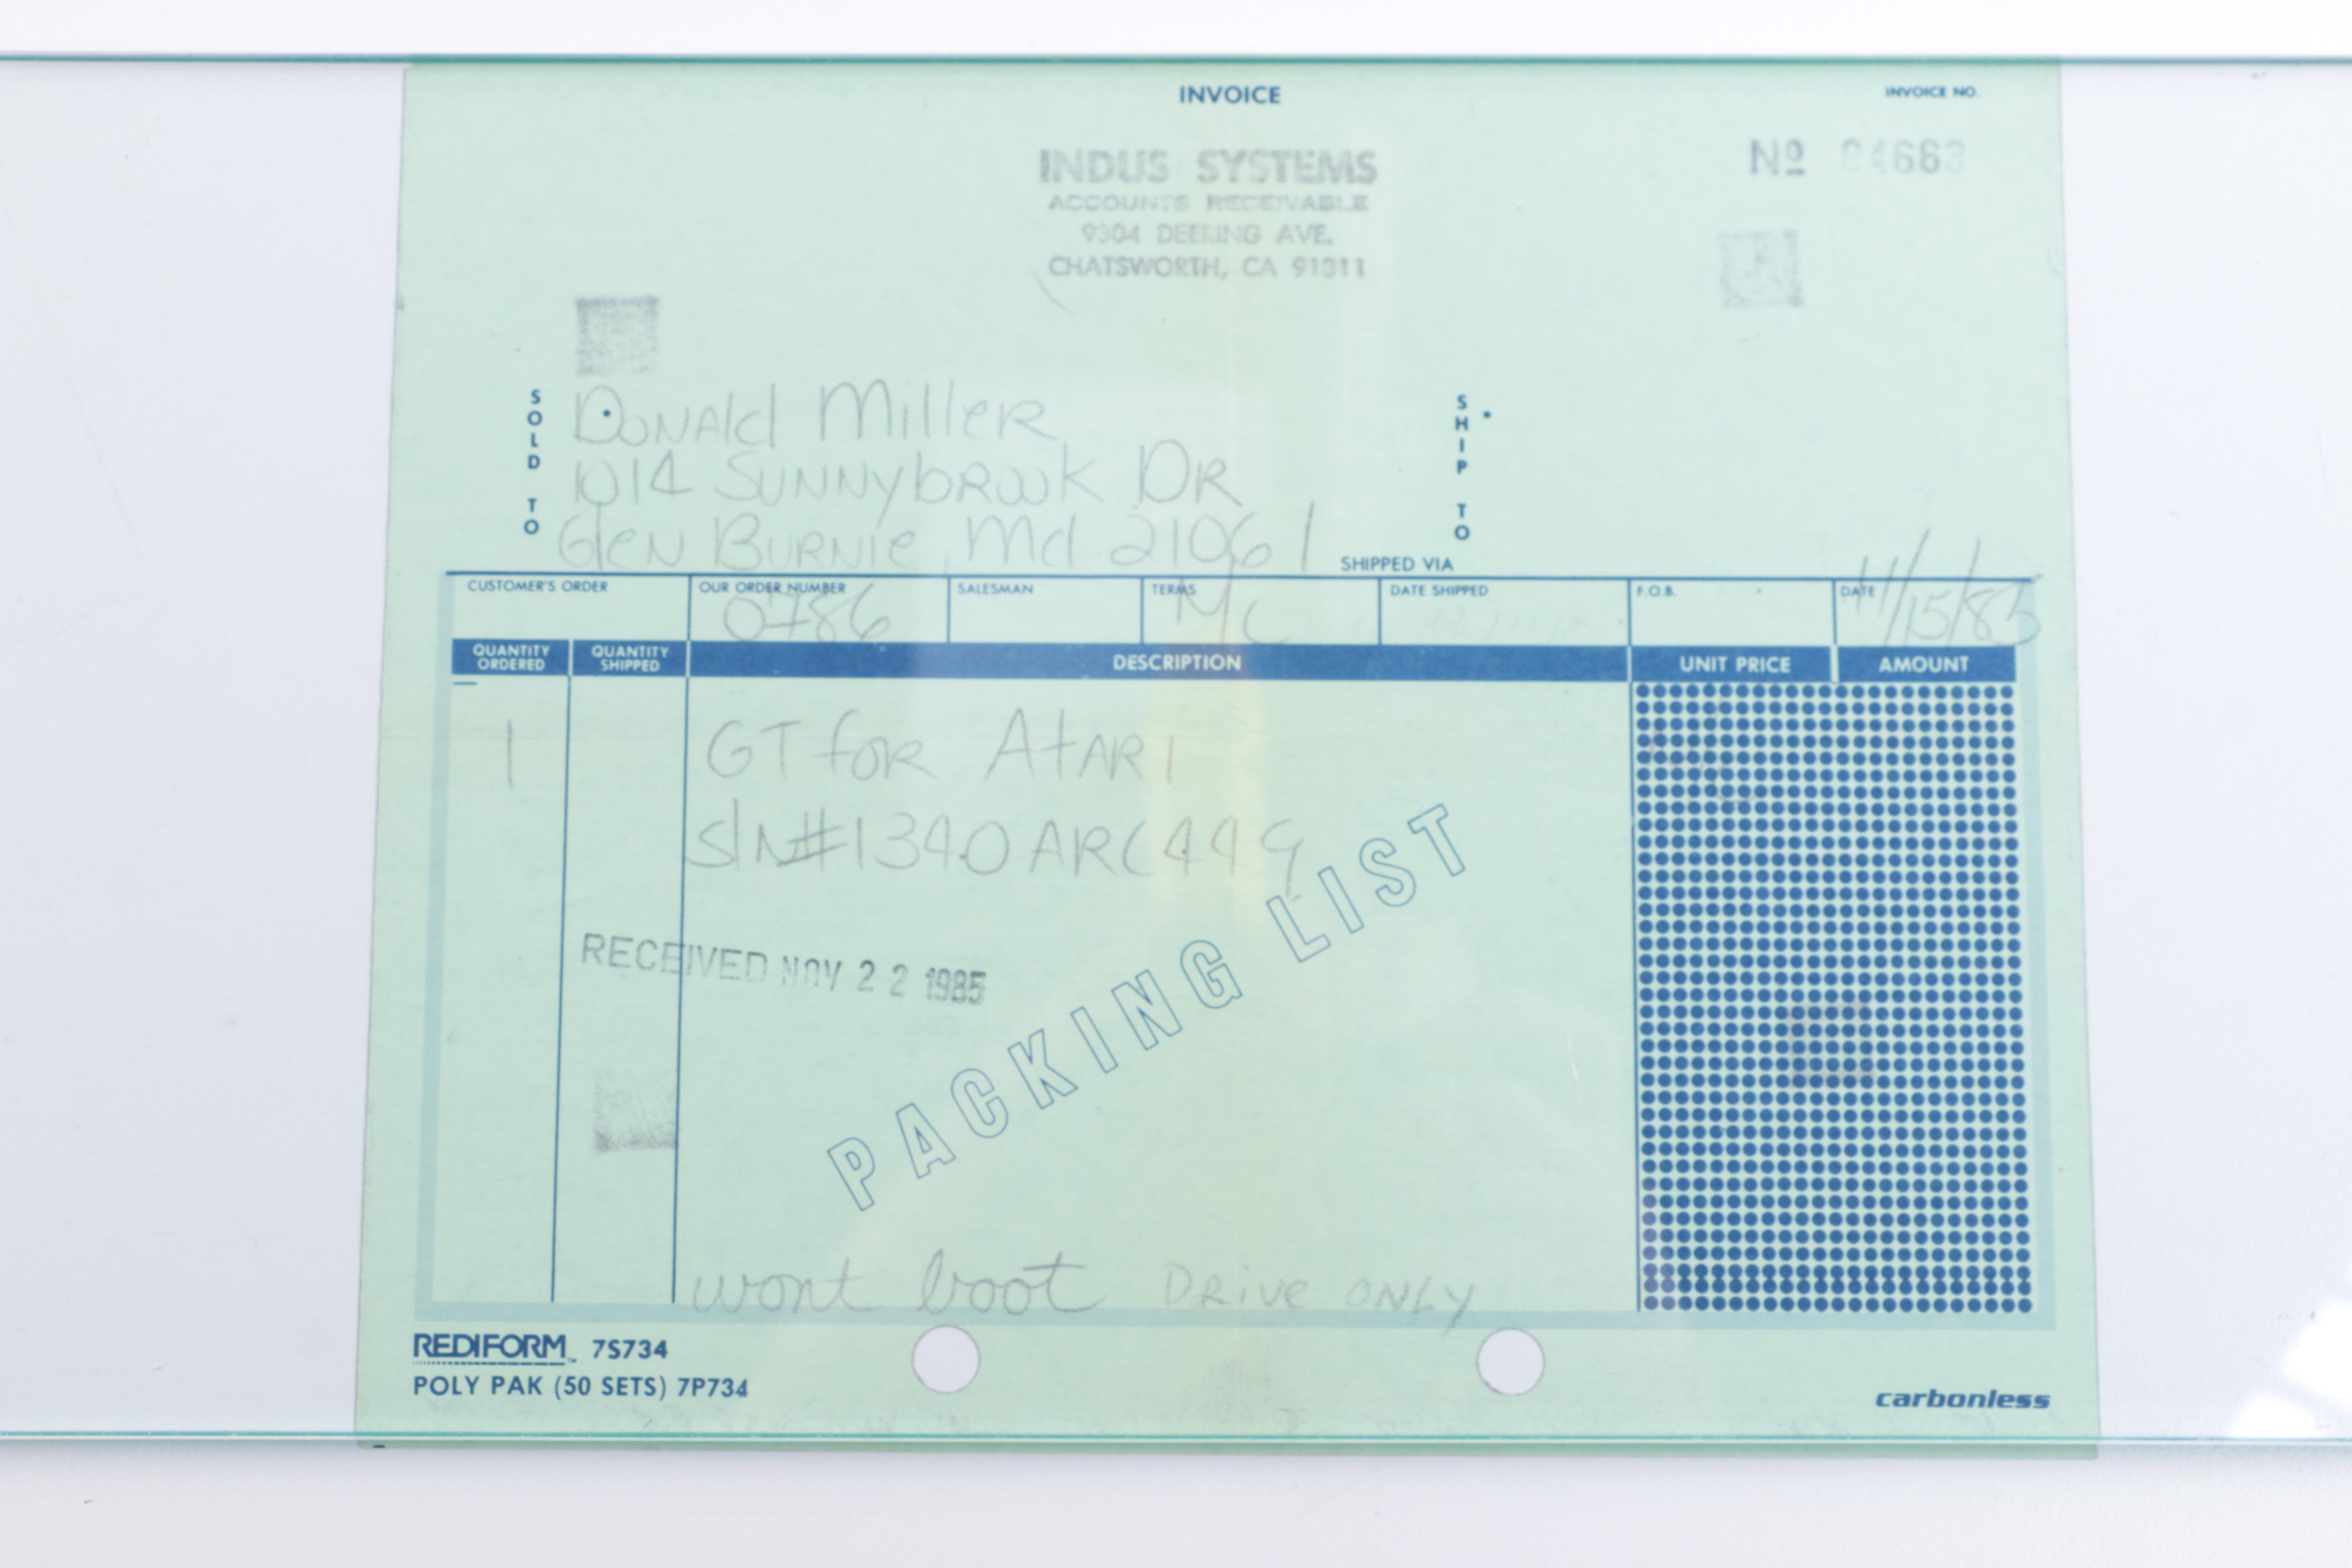 INVOICE
INVOICE NO.
INDUS SYSTEMS
ACCOUNTS RECEIVABLE
9304 DEERING AVE.
CHATSWORTH, CA 91311
Nº 04663
SOLD TO
Donald Miller
1014 Sunnybrook Dr
Glen Burnie, Md 21061
SHIP TO
SHIPPED VIA
CUSTOMER'S ORDER
OUR ORDER NUMBER
0786
SALESMAN
TERMS
MC
DATE SHIPPED
F.O.B.
DATE
11/15/85
QUANTITY ORDERED
QUANTITY SHIPPED
DESCRIPTION
UNIT PRICE
AMOUNT
1
GT for Atari
S/N#1340ARC449
RECEIVED NOV 22 1985
PACKING LIST
wont boot Drive only
REDIFORM™ 7S734
POLY PAK (50 SETS) 7P734
carbonless